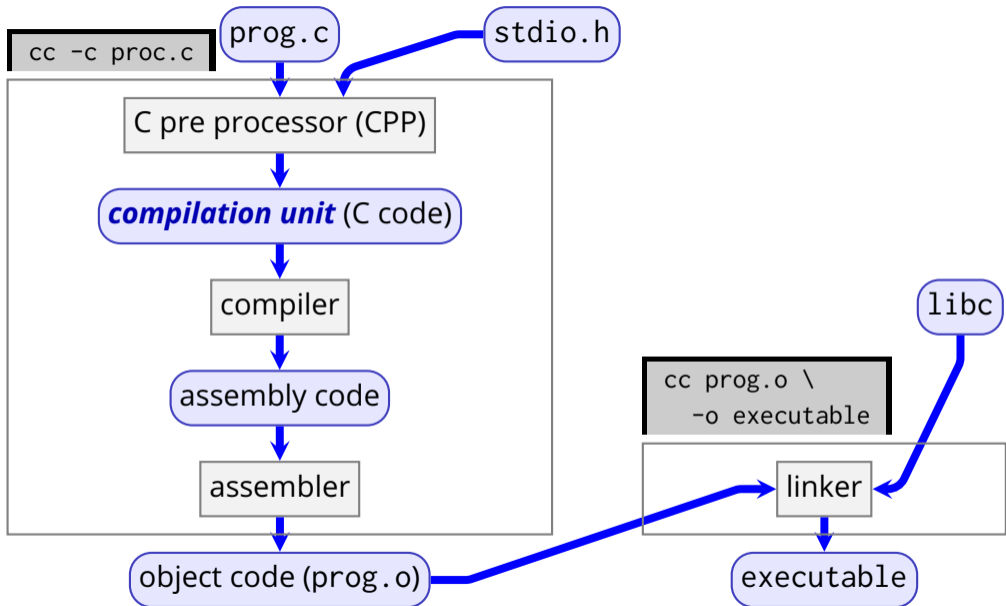 prog.c
stdio.h
cc -c proc.c
C pre processor (CPP)
compilation unit (C code)
compiler
assembly code
assembler
object code (prog.o)
libc
cc prog.o \
-o executable
linker
executable